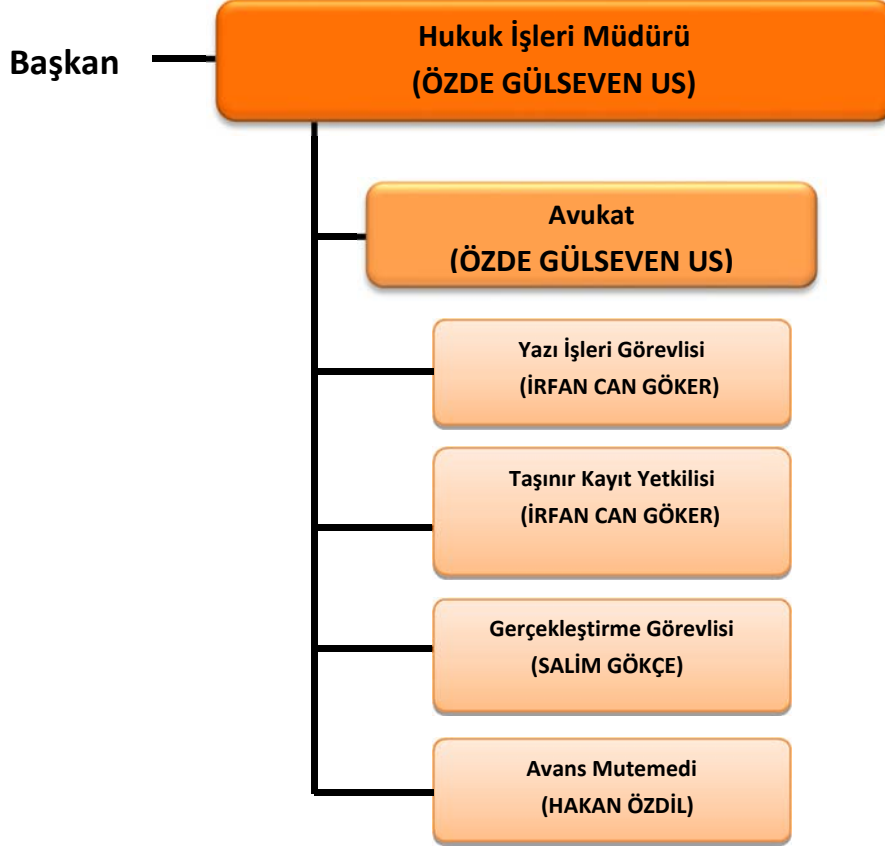 Başkan
Hukuk İşleri Müdürü
(ÖZDE GÜLSEVEN US)
Avukat
(ÖZDE GÜLSEVEN US)
Yazı İşleri Görevlisi
(İRFAN CAN GÖKER)
Taşınır Kayıt Yetkilisi
(İRFAN CAN GÖKER)
Gerçekleştirme Görevlisi
(SALİM GÖKÇE)
Avans Mutemedi
(HAKAN ÖZDİL)